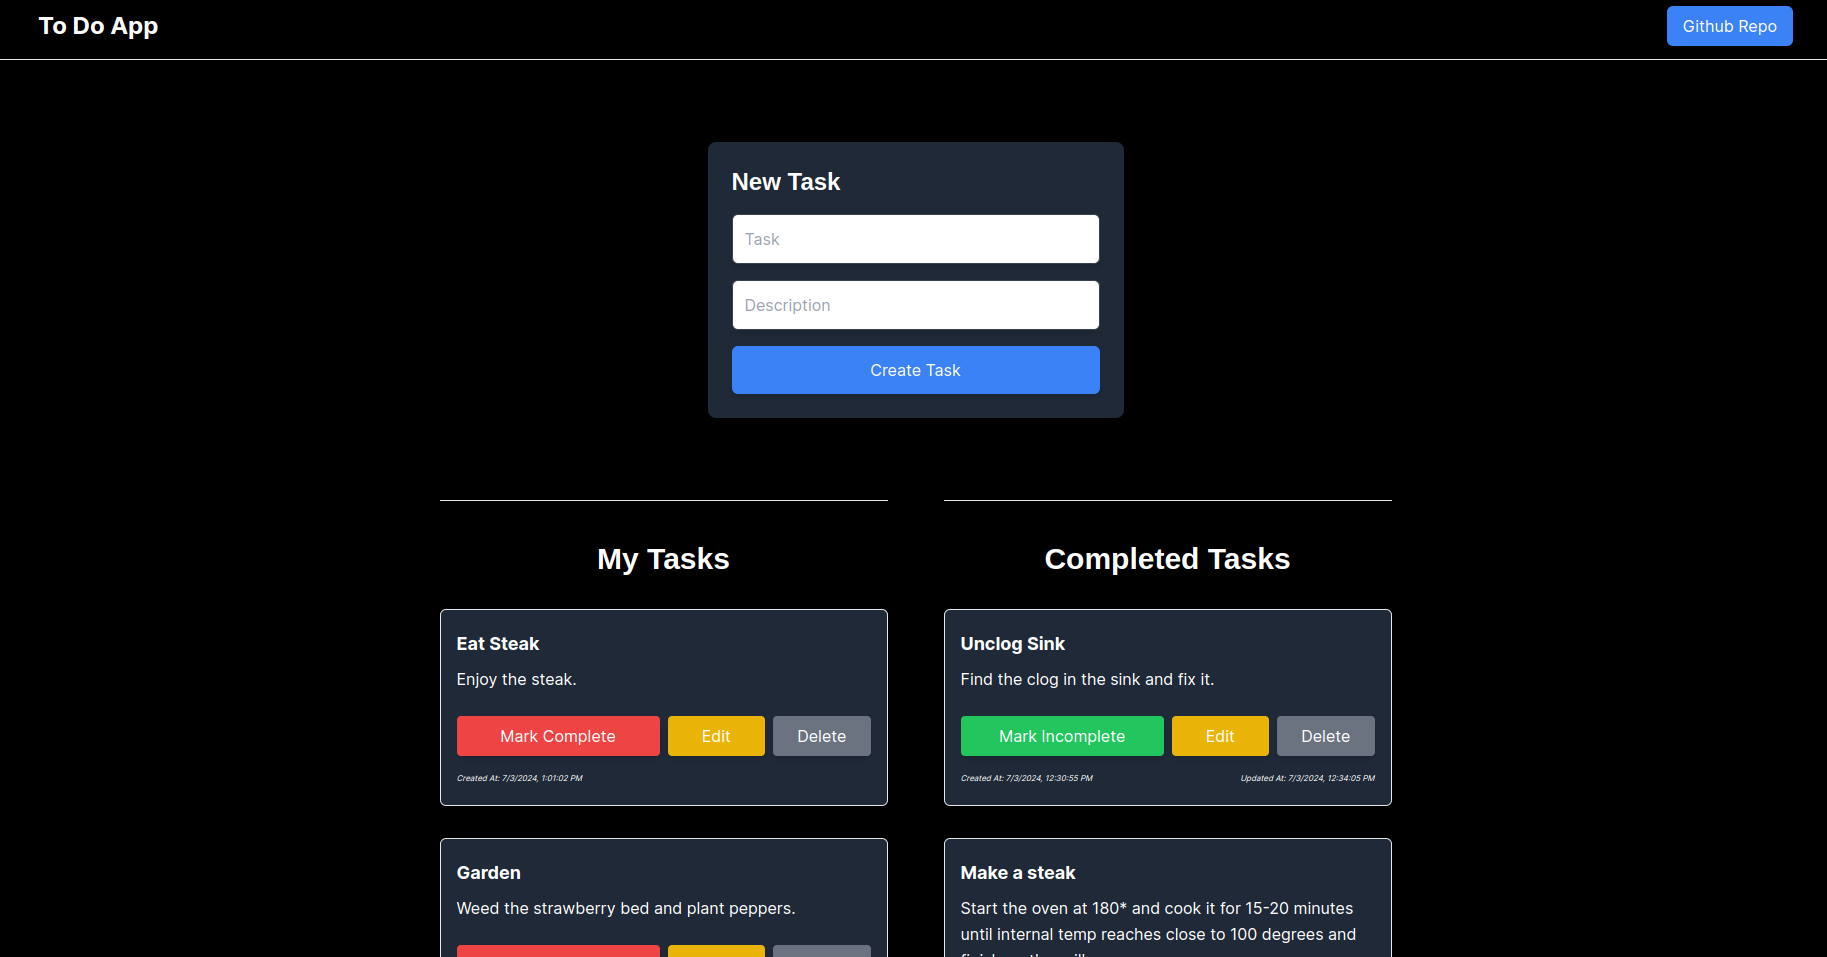 To Do App
Github Repo
New Task
Task
Description
Create Task
My Tasks
Eat Steak
Enjoy the steak.
Mark Complete
Edit
Delete
Created At: 7/3/2024, 1:01:02 PM
Garden
Weed the strawberry bed and plant peppers.
Completed Tasks
Unclog Sink
Find the clog in the sink and fix it.
Mark Incomplete
Edit
Delete
Created At: 7/3/2024, 12:30:55 PM
Updated At: 7/3/2024, 12:34:05 PM
Make a steak
Start the oven at 180* and cook it for 15-20 minutes
until internal temp reaches close to 100 degrees and